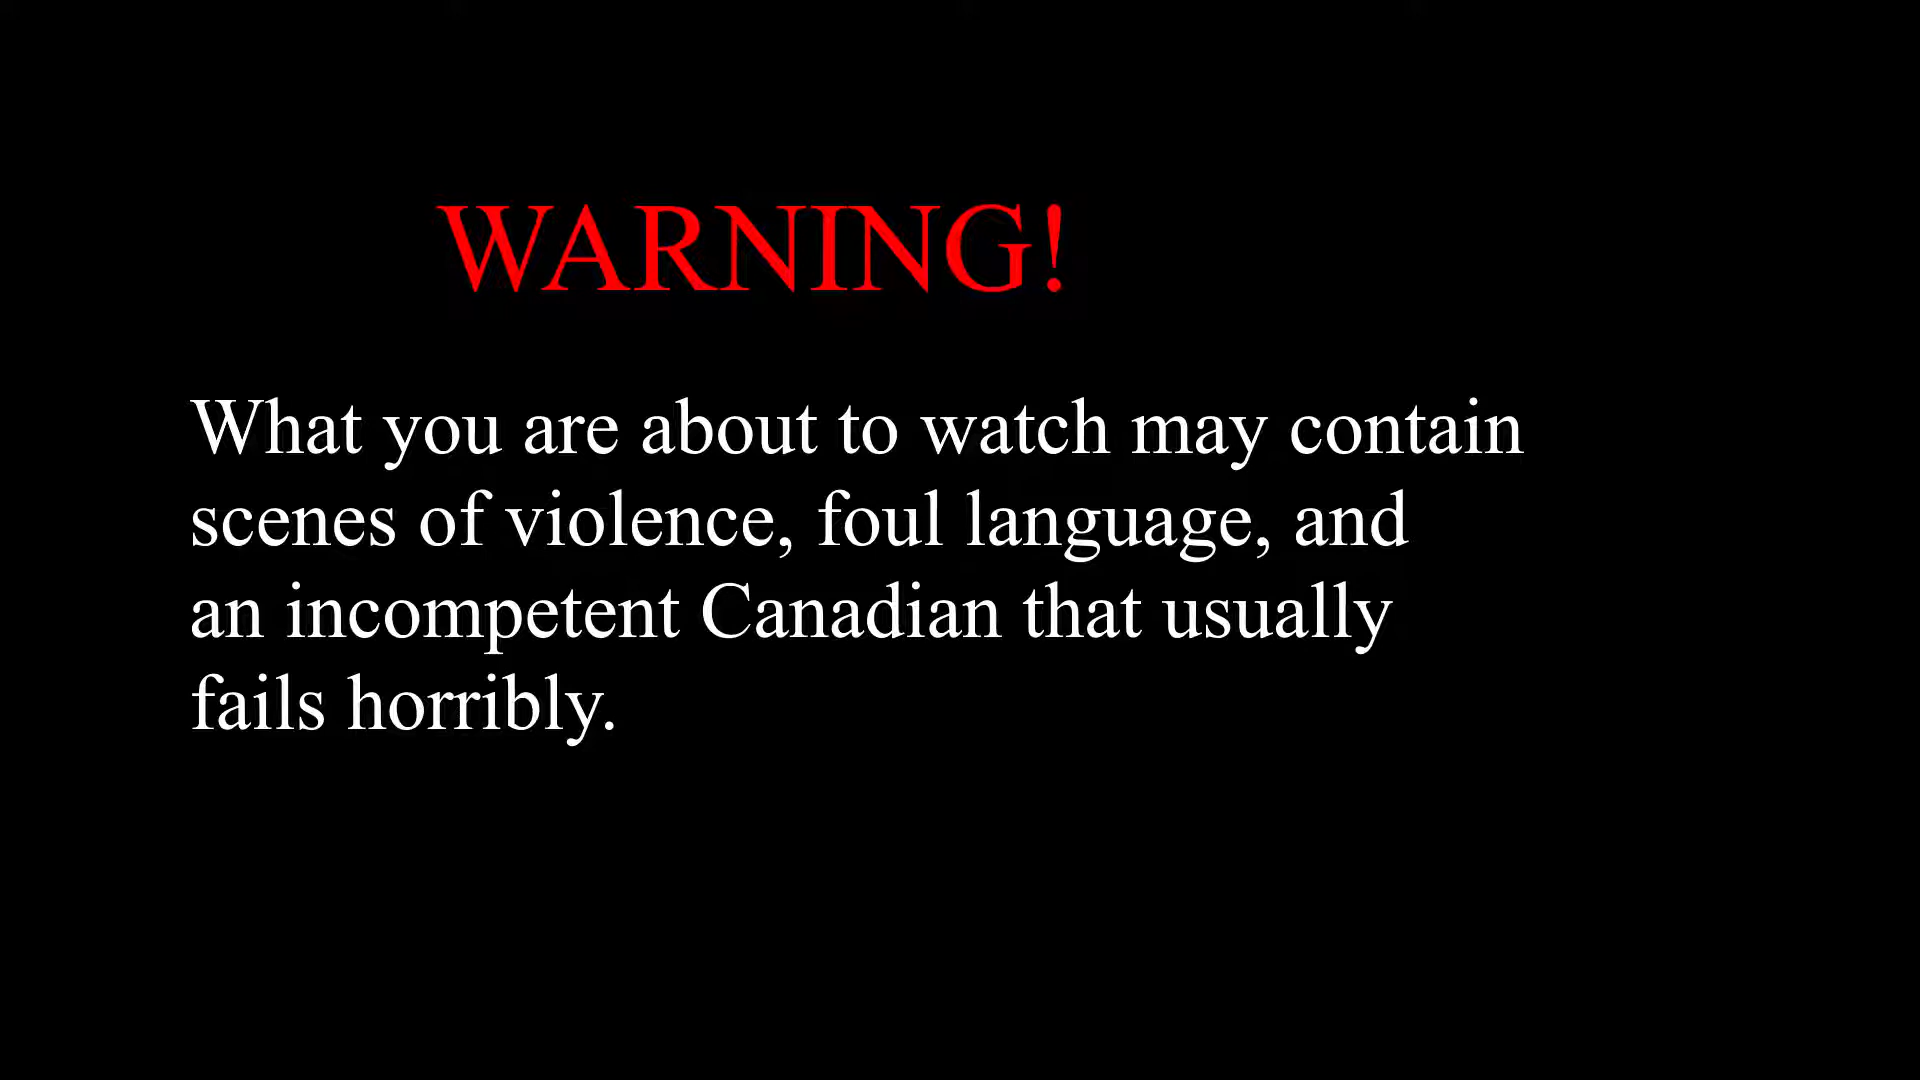 WARNING!
What you are about to watch may contain
scenes of violence, foul language, and
an incompetent Canadian that usually
fails horribly.